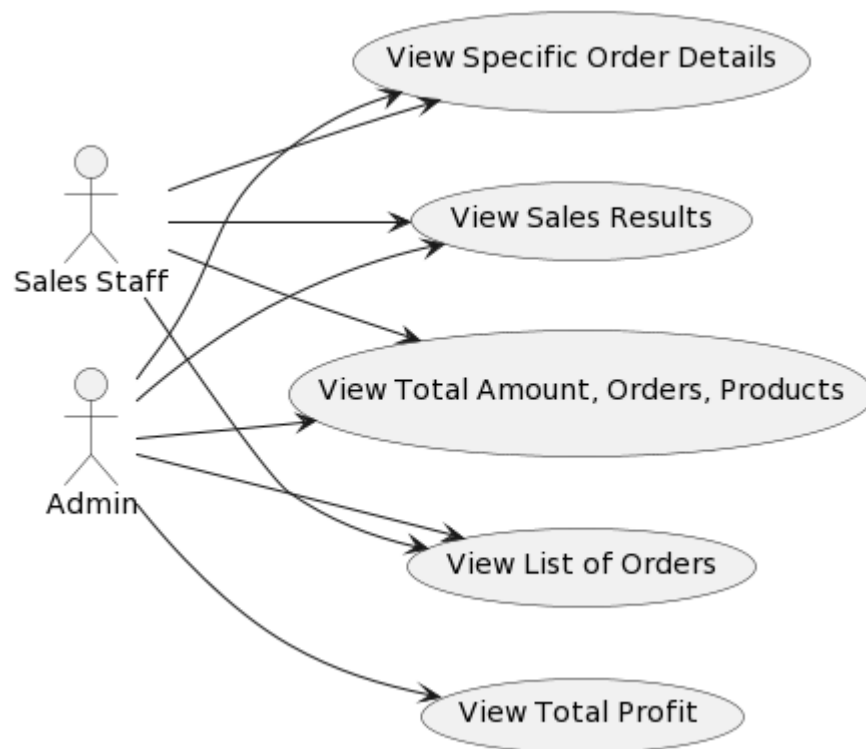 View Specific Order Details
View Sales Results
Sales Staff
View Total Amount, Orders, Products
Admin
View List of Orders
View Total Profit